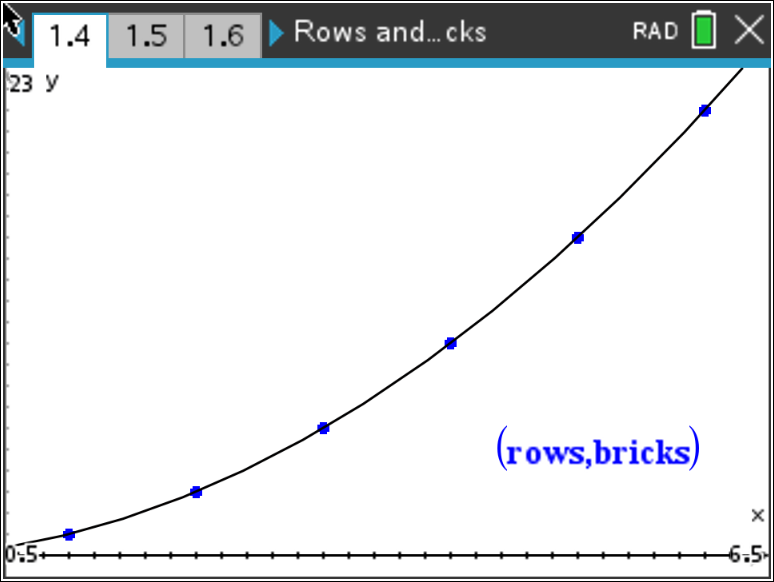 1.4 1.5 1.6 Rows and…cks RAD
23 y
(rows,bricks)
x
0.5 6.5